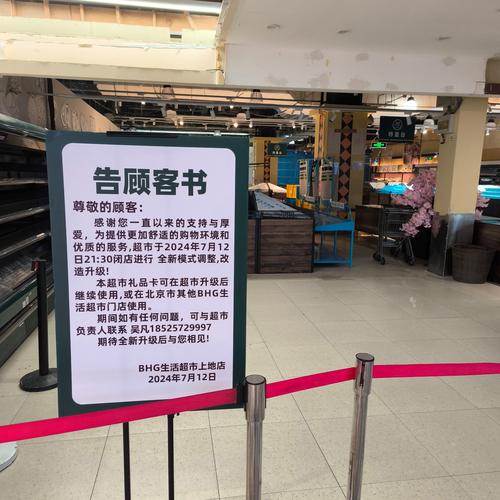 告顾客书
尊敬的顾客：
感谢您一直以来的支持与厚
爱，为提供更加舒适的购物环境和
优质的服务,超市于2024年7月12
日21:30闭店进行 全新模式调整,改
造升级!
本超市礼品卡可在超市升级后
继续使用,或在北京市其他BHG生
活超市门店使用。
期间如有任何问题，可与超市
负责人联系 吴凡18525729997
期待全新升级后与您相见!
BHG生活超市上地店
2024年7月12日